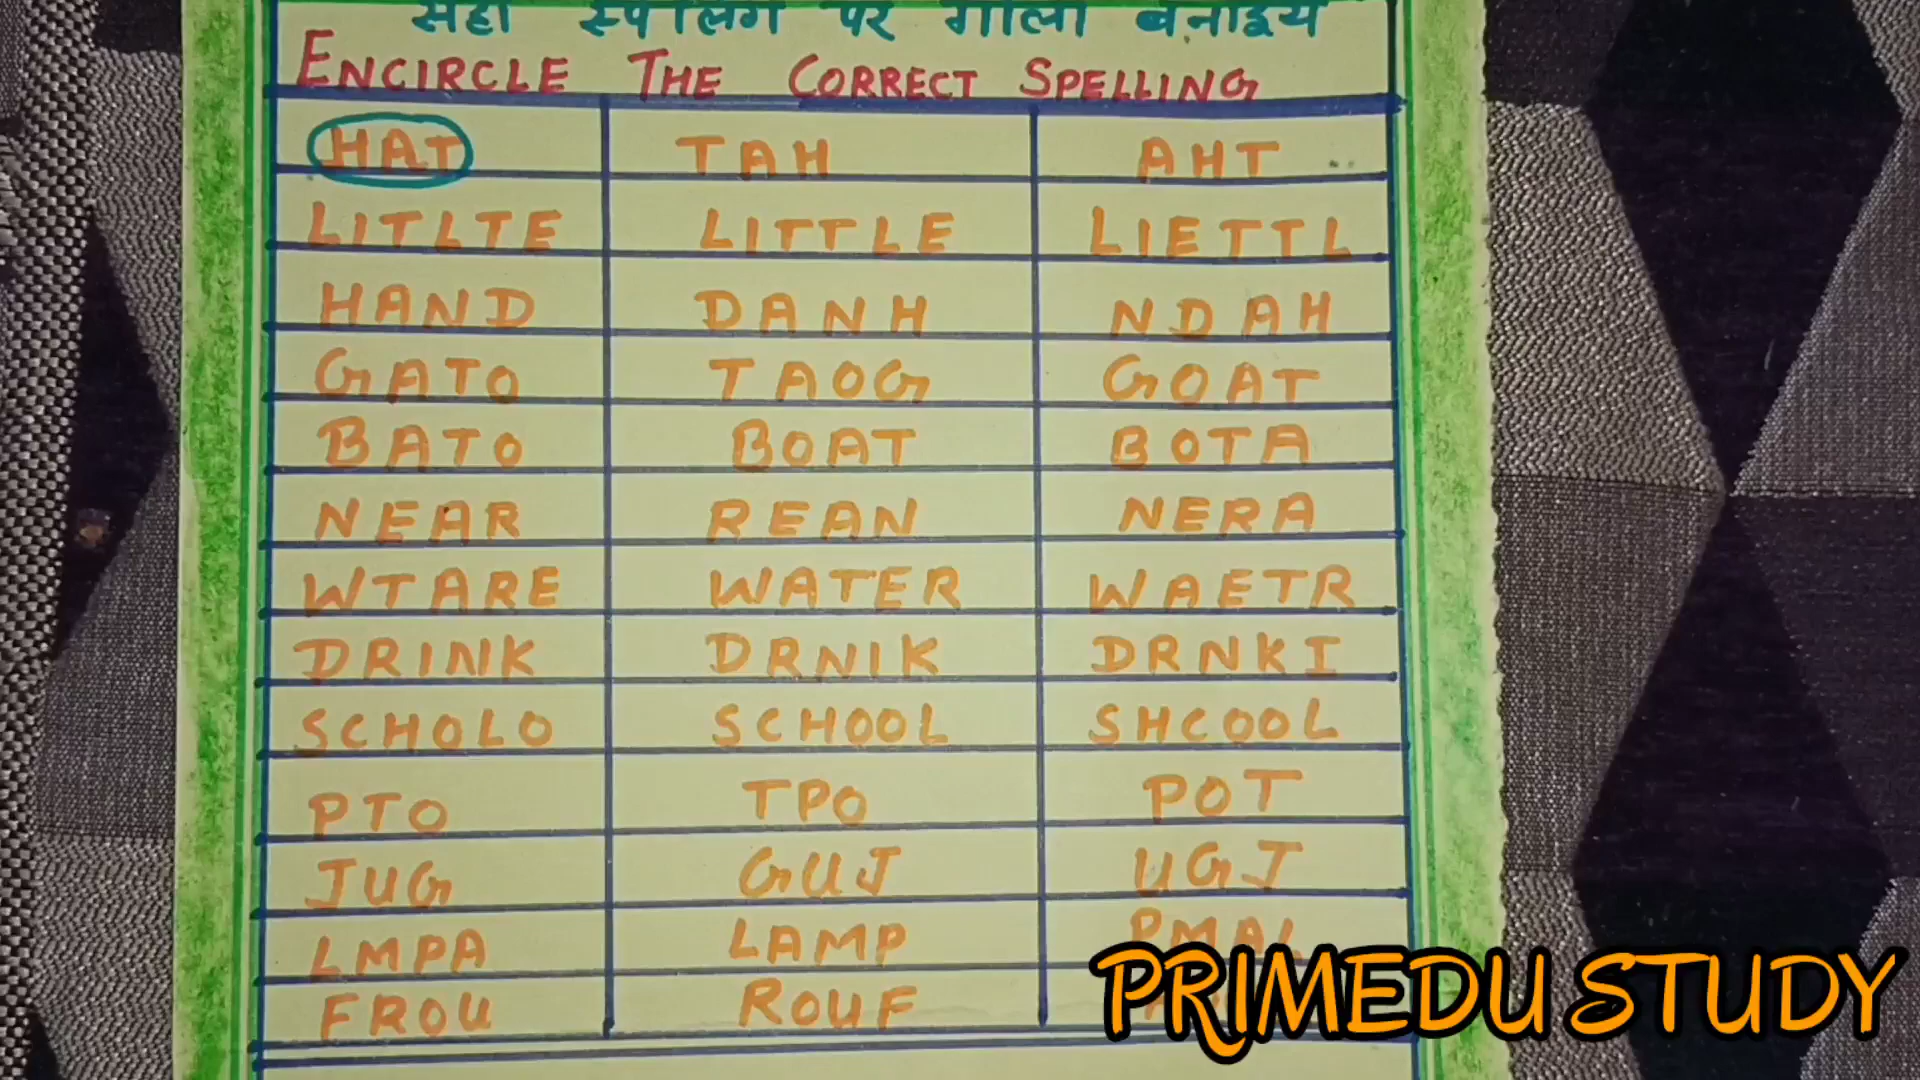 सही स्पेलिंग पर गोला बनाइये
ENCIRCLE THE CORRECT SPELLING
HAT TAH AHT
LITLTE LITTLE LIETTL
HAND DANH NDAH
GATO TAOG GOAT
BATO BOAT BOTA
NEAR REAN NERA
WTARE WATER WAETR
DRINK DRNIK DRNKI
SCHOLO SCHOOL SHCOOL
PTO TPO POT
JUG GUJ UGJ
LMPA LAMP PMAL
FROU ROUF
PRIMEDU STUDY